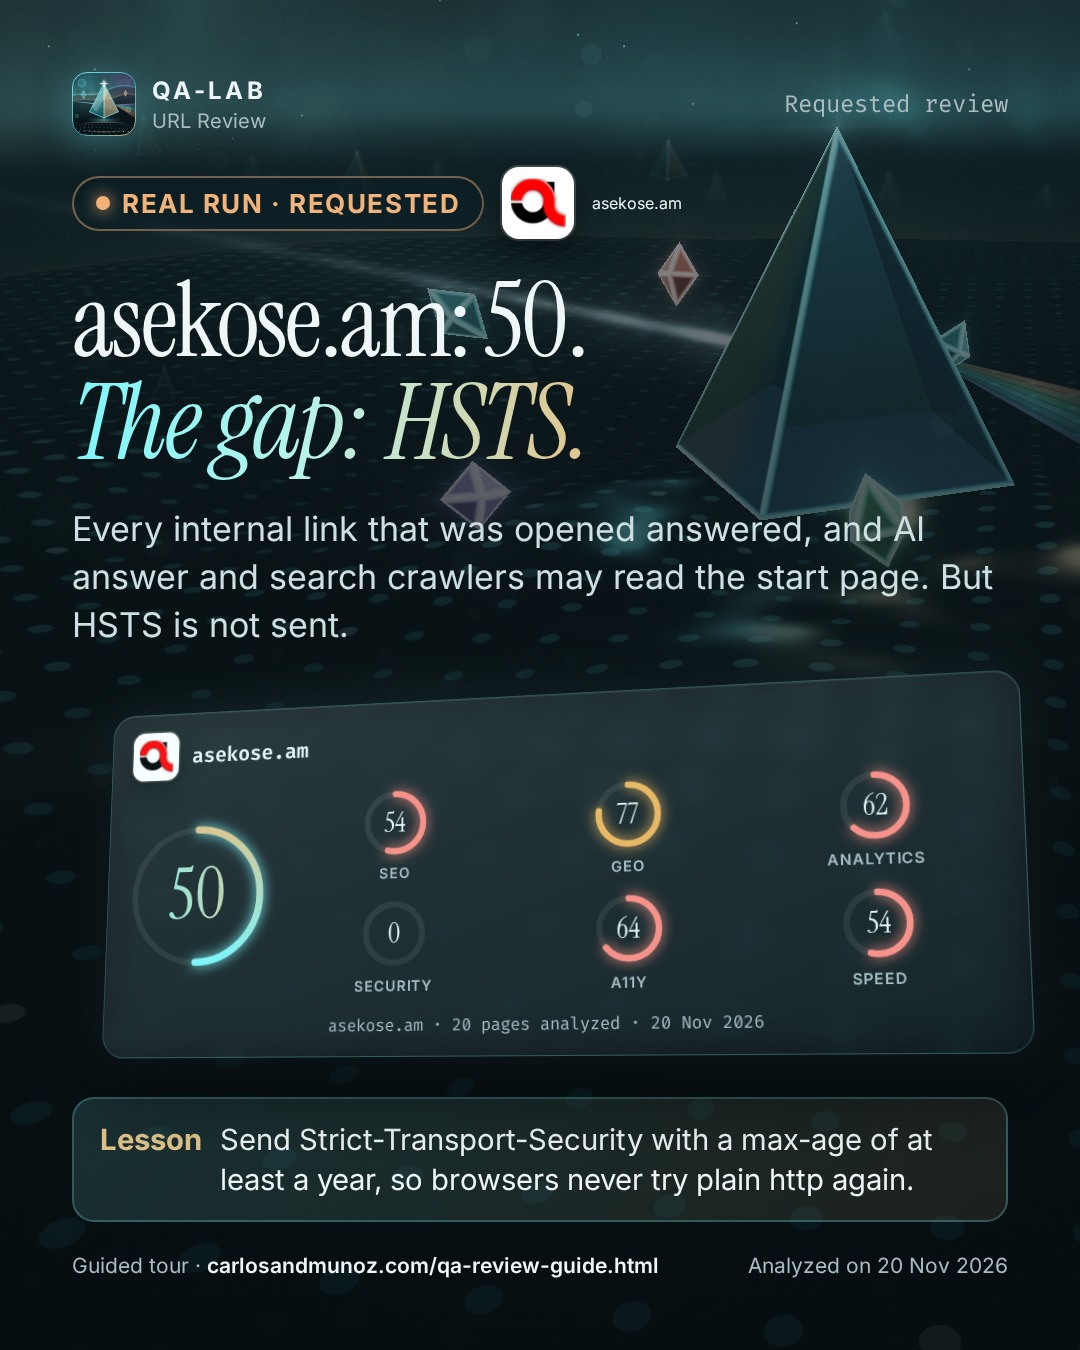 QA-LAB
URL Review
Requested review
REAL RUN · REQUESTED
asekose.am
asekose.am: 50.
The gap: HSTS.
Every internal link that was opened answered, and AI
answer and search crawlers may read the start page. But
HSTS is not sent.
asekose.am
50
54
SEO
77
GEO
62
ANALYTICS
0
SECURITY
64
A11Y
54
SPEED
asekose.am · 20 pages analyzed · 20 Nov 2026
Lesson Send Strict-Transport-Security with a max-age of at
least a year, so browsers never try plain http again.
Guided tour · carlosandmunoz.com/qa-review-guide.html
Analyzed on 20 Nov 2026